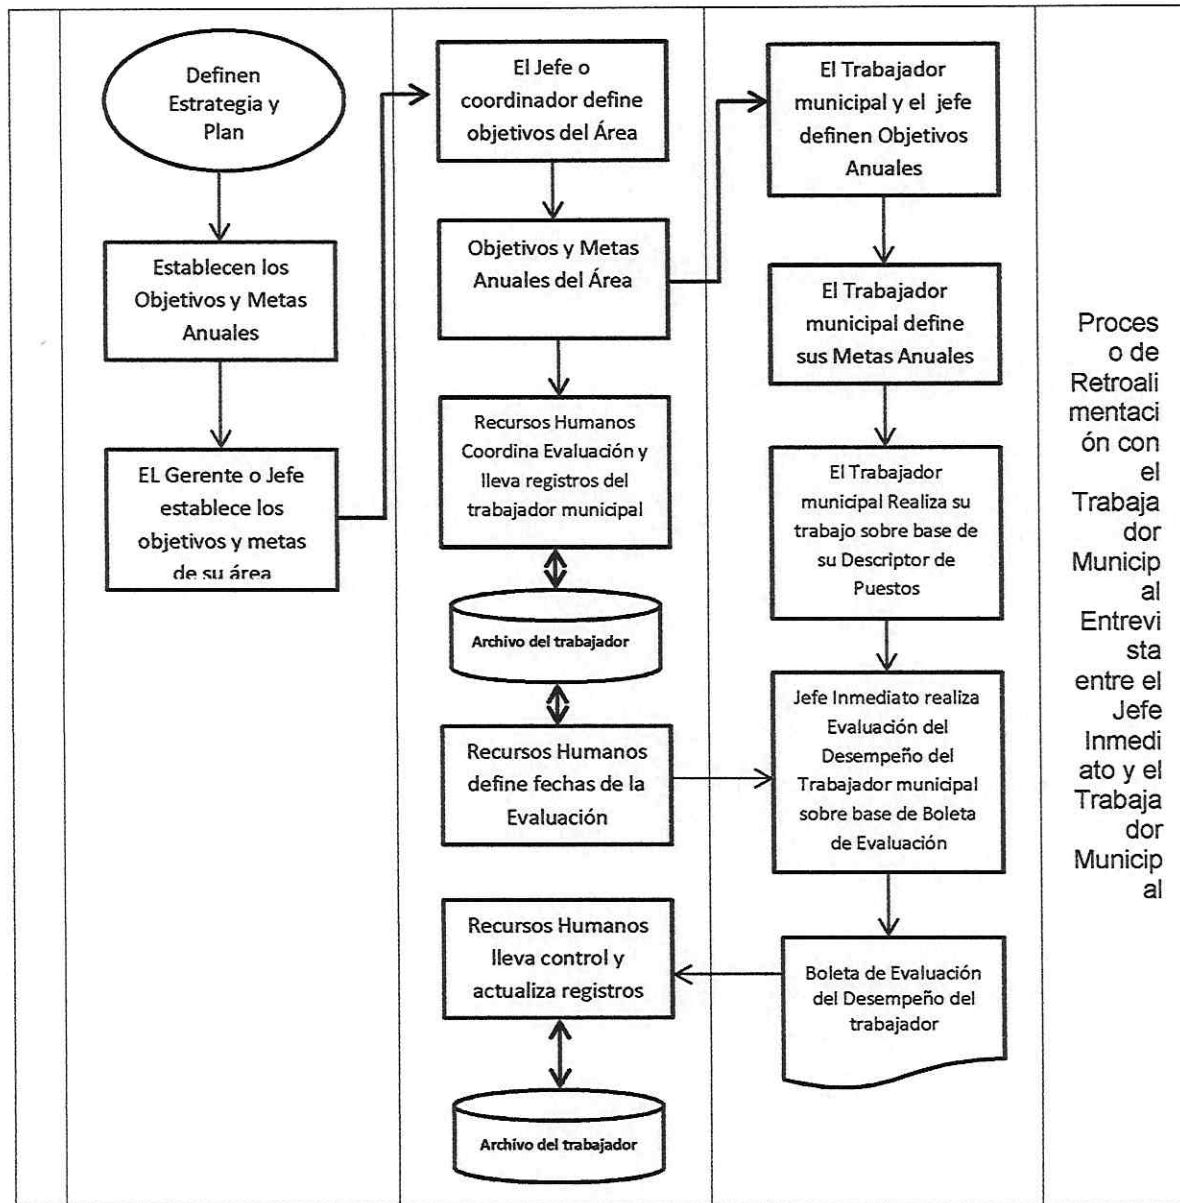 Definen
Estrategia y
Plan
Establecen los
Objetivos y Metas
Anuales
EL Gerente o Jefe
establece los
objetivos y metas
de su área
El Jefe o
coordinador define
objetivos del Área
Objetivos y Metas
Anuales del Área
Recursos Humanos
Coordina Evaluación y
lleva registros del
trabajador municipal
Archivo del trabajador
Recursos Humanos
define fechas de la
Evaluación
Recursos Humanos
lleva control y
actualiza registros
Archivo del trabajador
El Trabajador
municipal y el jefe
definen Objetivos
Anuales
El Trabajador
municipal define
sus Metas Anuales
El Trabajador
municipal Realiza su
trabajo sobre base de
su Descriptor de
Puestos
Jefe Inmediato realiza
Evaluación del
Desempeño del
Trabajador municipal
sobre base de Boleta
de Evaluación
Boleta de Evaluación
del Desempeño del
trabajador
Proces
o de
Retroali
mentaci
ón con
el
Trabaja
dor
Municip
al
Entrevi
sta
entre el
Jefe
Inmedi
ato y el
Trabaja
dor
Municip
al